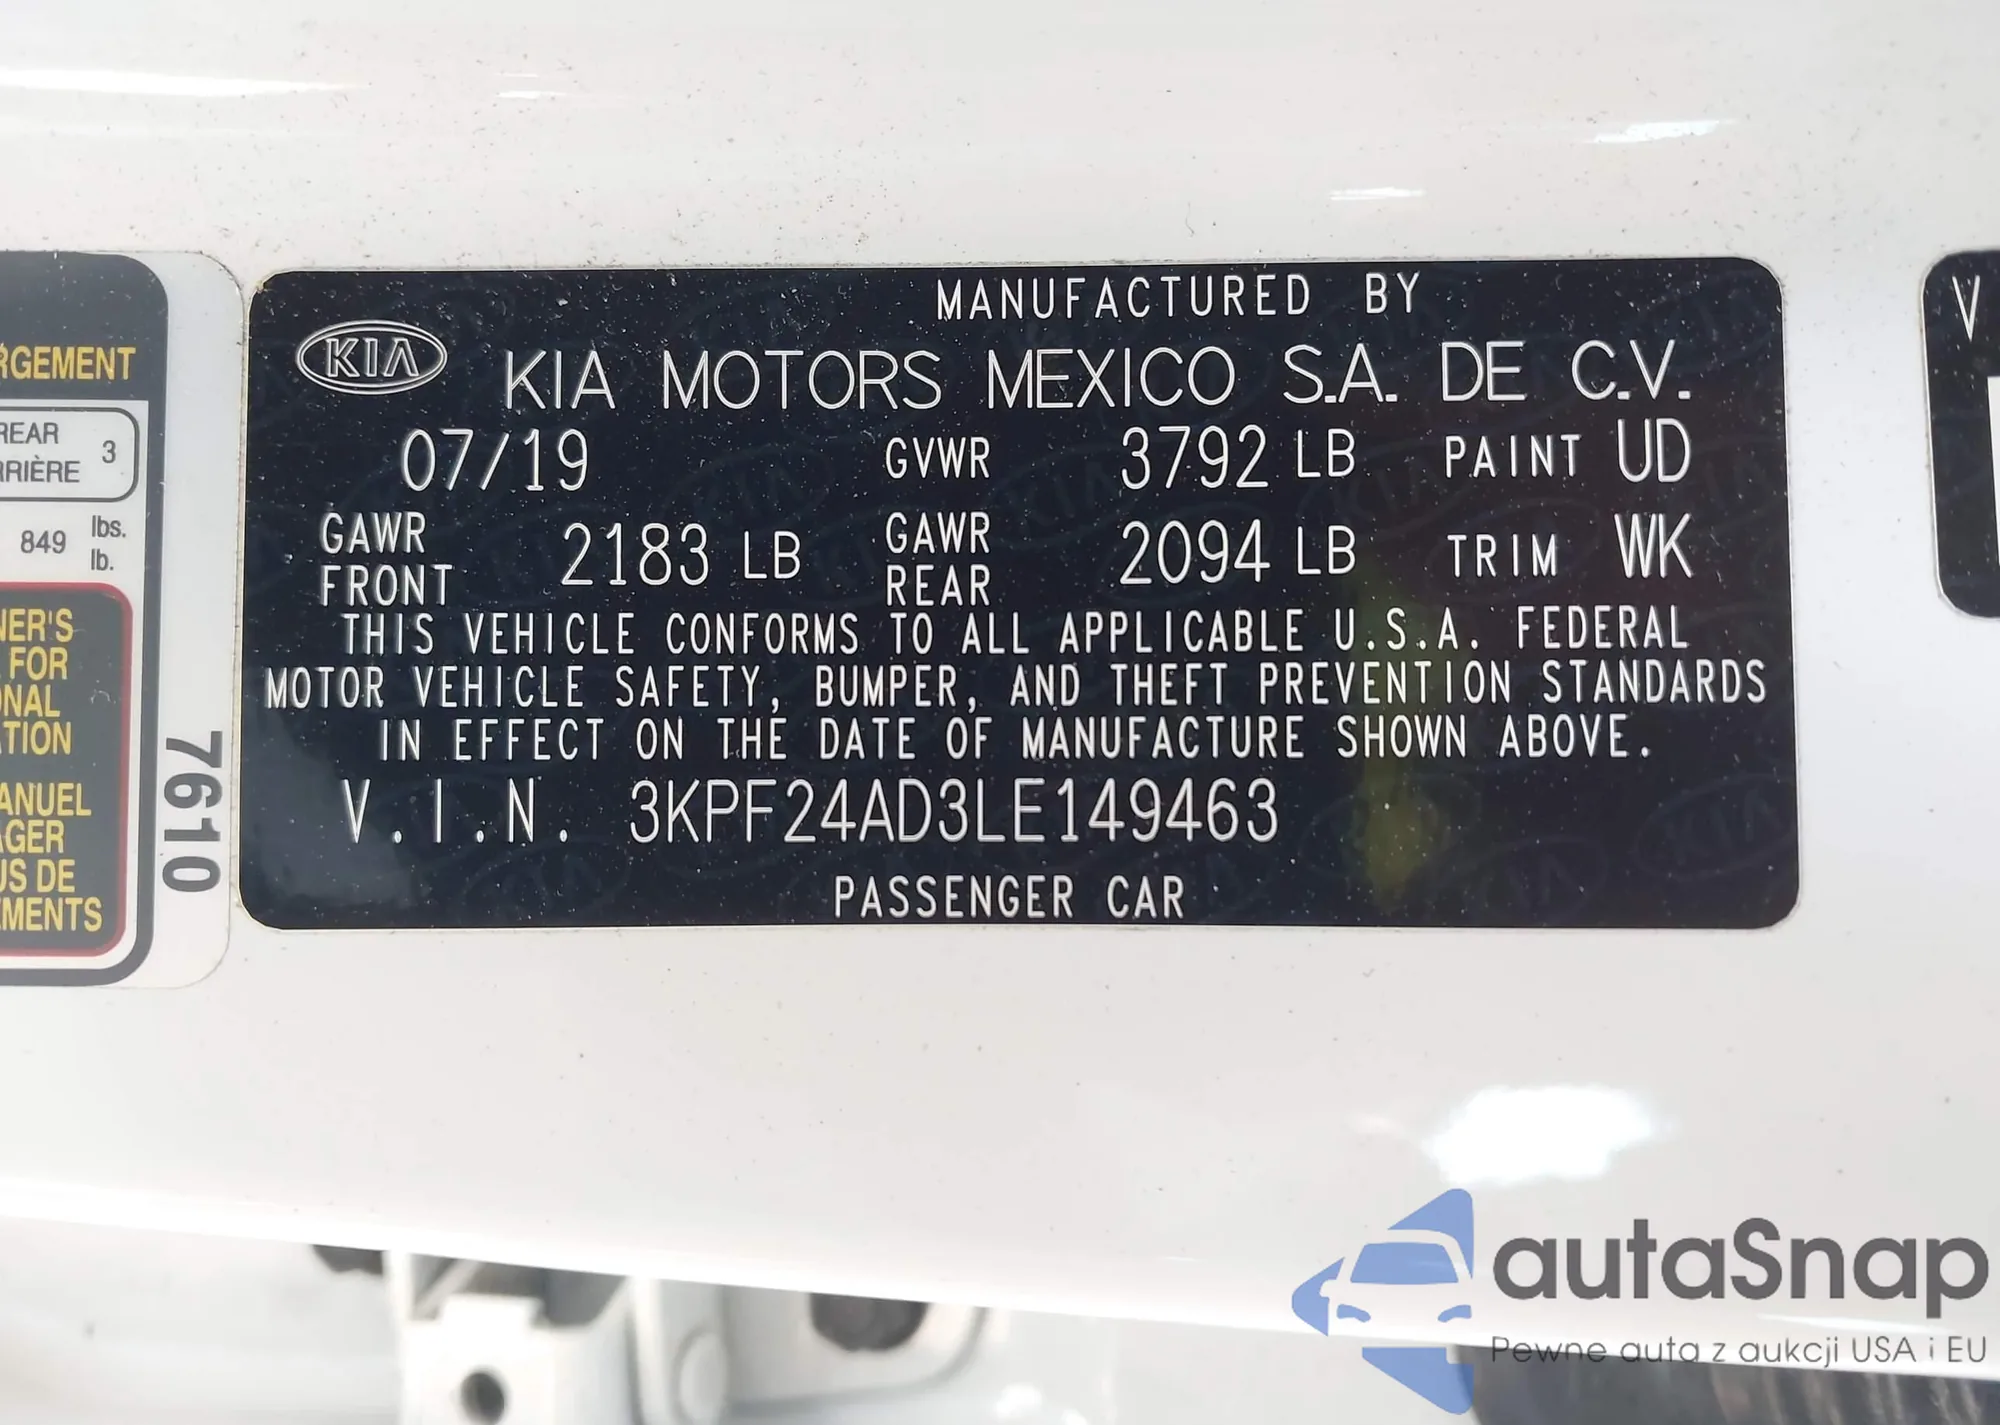 RGEMENT
REAR
RRIÈRE
3
849 lbs.
lb.
NER'S
FOR
ONAL
ATION
ANUEL
AGER
US DE
EMENTS
7610
MANUFACTURED BY
KIA
KIA MOTORS MEXICO S.A. DE C.V.
07/19 GVWR 3792 LB PAINT UD
GAWR FRONT 2183 LB GAWR REAR 2094 LB TRIM WK
THIS VEHICLE CONFORMS TO ALL APPLICABLE U.S.A. FEDERAL
MOTOR VEHICLE SAFETY, BUMPER, AND THEFT PREVENTION STANDARDS
IN EFFECT ON THE DATE OF MANUFACTURE SHOWN ABOVE.
V.I.N. 3KPF24AD3LE149463
PASSENGER CAR
V
autaSnap
Pewne auta z aukcji USA i EU